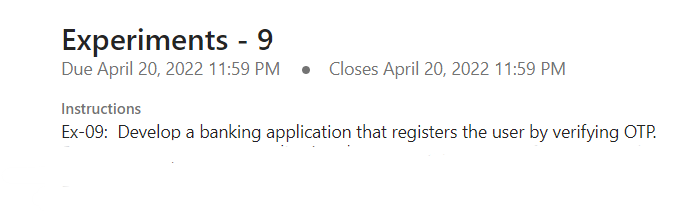 Experiments - 9
Due April 20, 2022 11:59 PM ● Closes April 20, 2022 11:59 PM
Instructions
Ex-09: Develop a banking application that registers the user by verifying OTP.